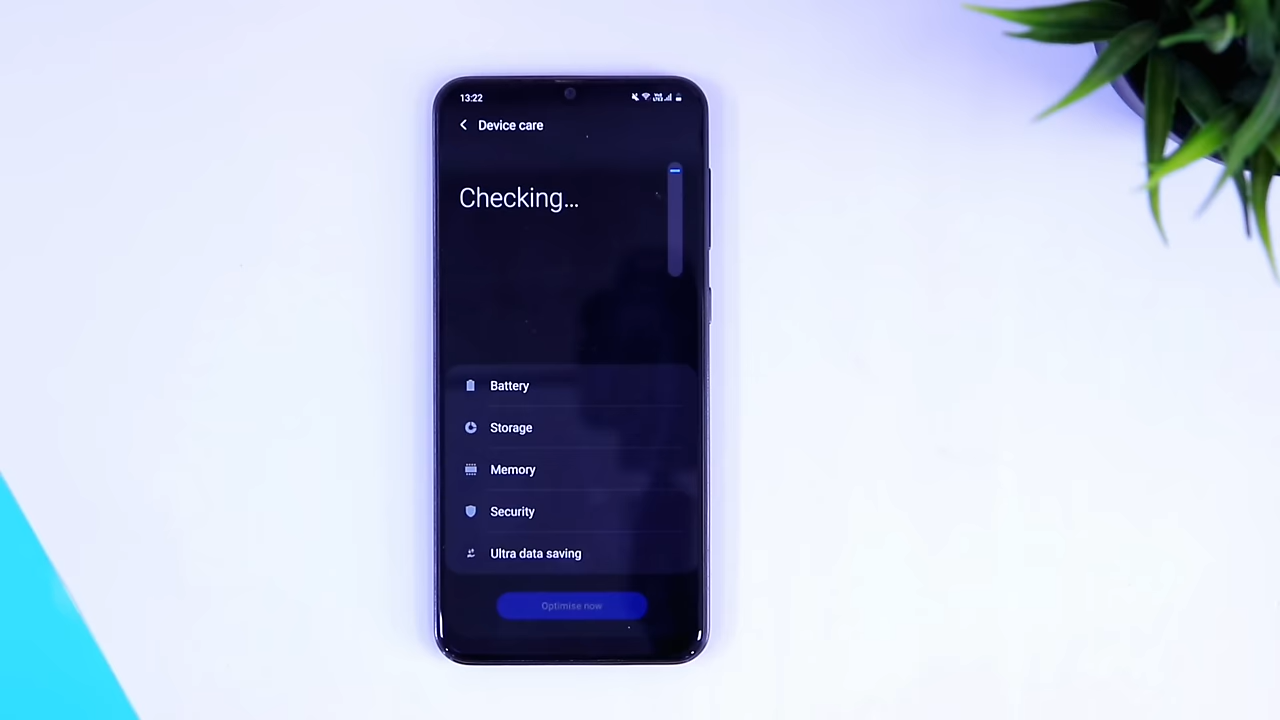 13:22
Device care
Checking...
Battery
Storage
Memory
Security
Ultra data saving
Optimise now